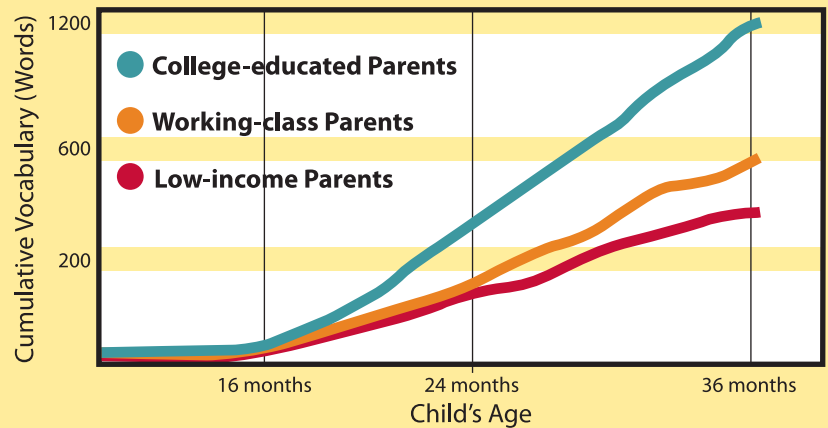 Cumulative Vocabulary (Words)
1200
600
200
College-educated Parents
Working-class Parents
Low-income Parents
16 months
24 months
36 months
Child’s Age